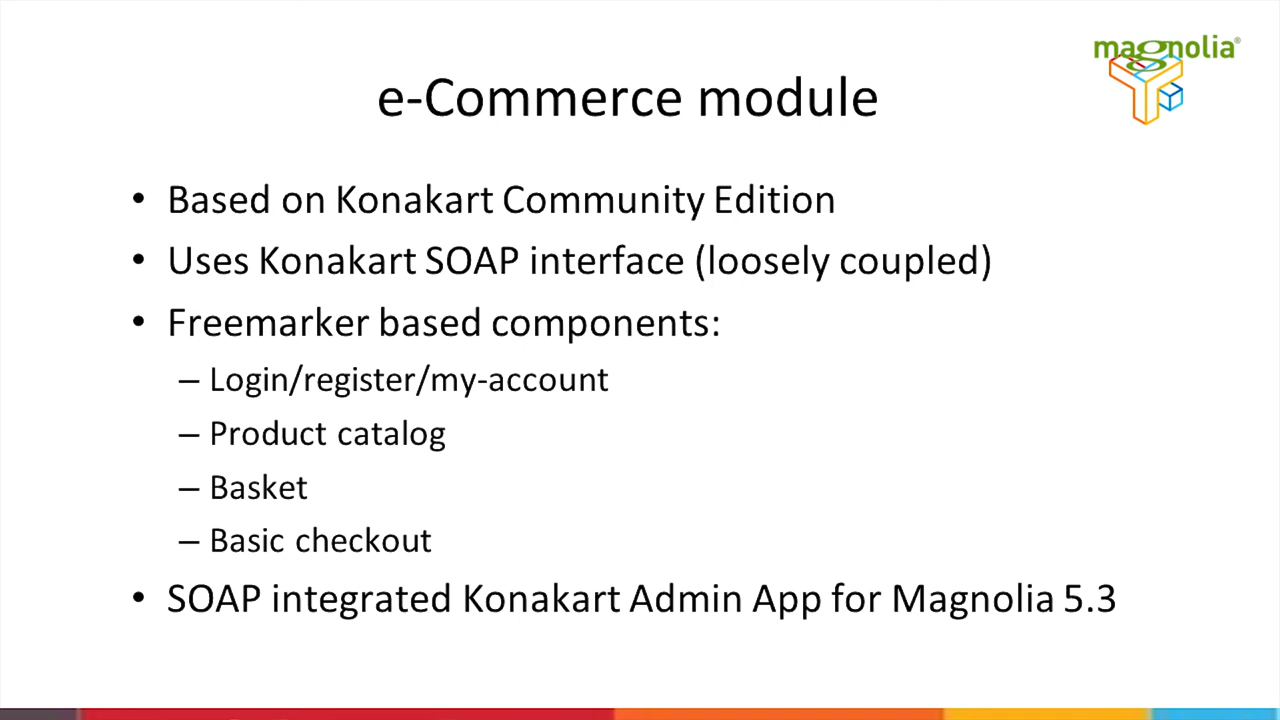 magnolia®
e-Commerce module
• Based on Konakart Community Edition
• Uses Konakart SOAP interface (loosely coupled)
• Freemarker based components:
– Login/register/my-account
– Product catalog
– Basket
– Basic checkout
• SOAP integrated Konakart Admin App for Magnolia 5.3